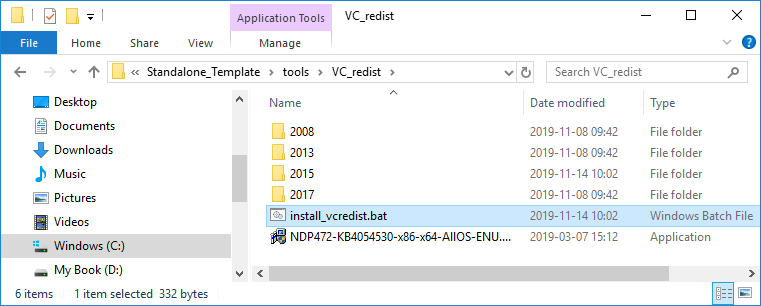 Application Tools VC_redist
File Home Share View Manage
« Standalone_Template › tools › VC_redist › Search VC_redist
Desktop
Documents
Downloads
Music
Pictures
Videos
Windows (C:)
My Book (D:)
Name Date modified Type
2008 2019-11-08 09:42 File folder
2013 2019-11-08 09:42 File folder
2015 2019-11-14 10:02 File folder
2017 2019-11-08 09:42 File folder
install_vcredist.bat 2019-11-14 10:02 Windows Batch File
NDP472-KB4054530-x86-x64-AllOS-ENU.... 2019-03-07 15:12 Application
6 items 1 item selected 332 bytes